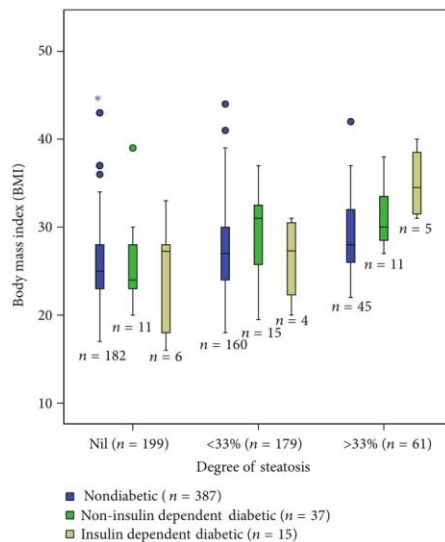 50
40
30
20
10
Body mass index (BMI)
*
n = 182
n = 11
n = 6
n = 160
n = 15
n = 4
n = 45
n = 11
n = 5
Nil (n = 199)
<33% (n = 179)
>33% (n = 61)
Degree of steatosis
Nondiabetic (n = 387)
Non-insulin dependent diabetic (n = 37)
Insulin dependent diabetic (n = 15)